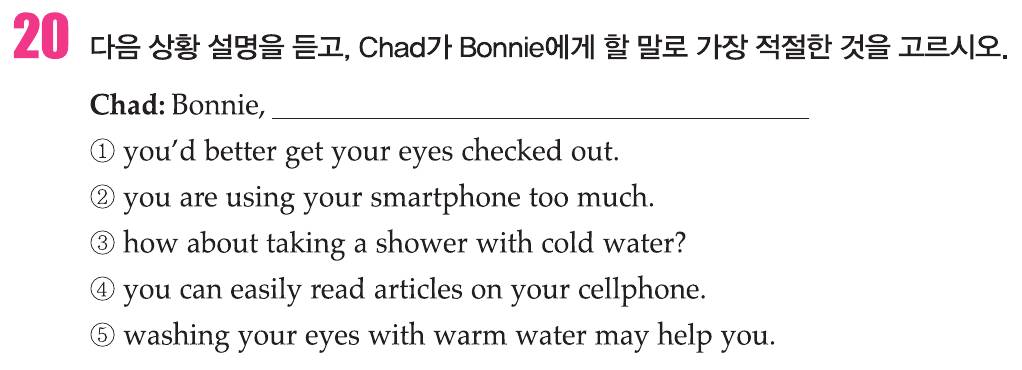 20 다음 상황 설명을 듣고, Chad가 Bonnie에게 할 말로 가장 적절한 것을 고르시오.
Chad: Bonnie,
① you’d better get your eyes checked out.
② you are using your smartphone too much.
③ how about taking a shower with cold water?
④ you can easily read articles on your cellphone.
⑤ washing your eyes with warm water may help you.